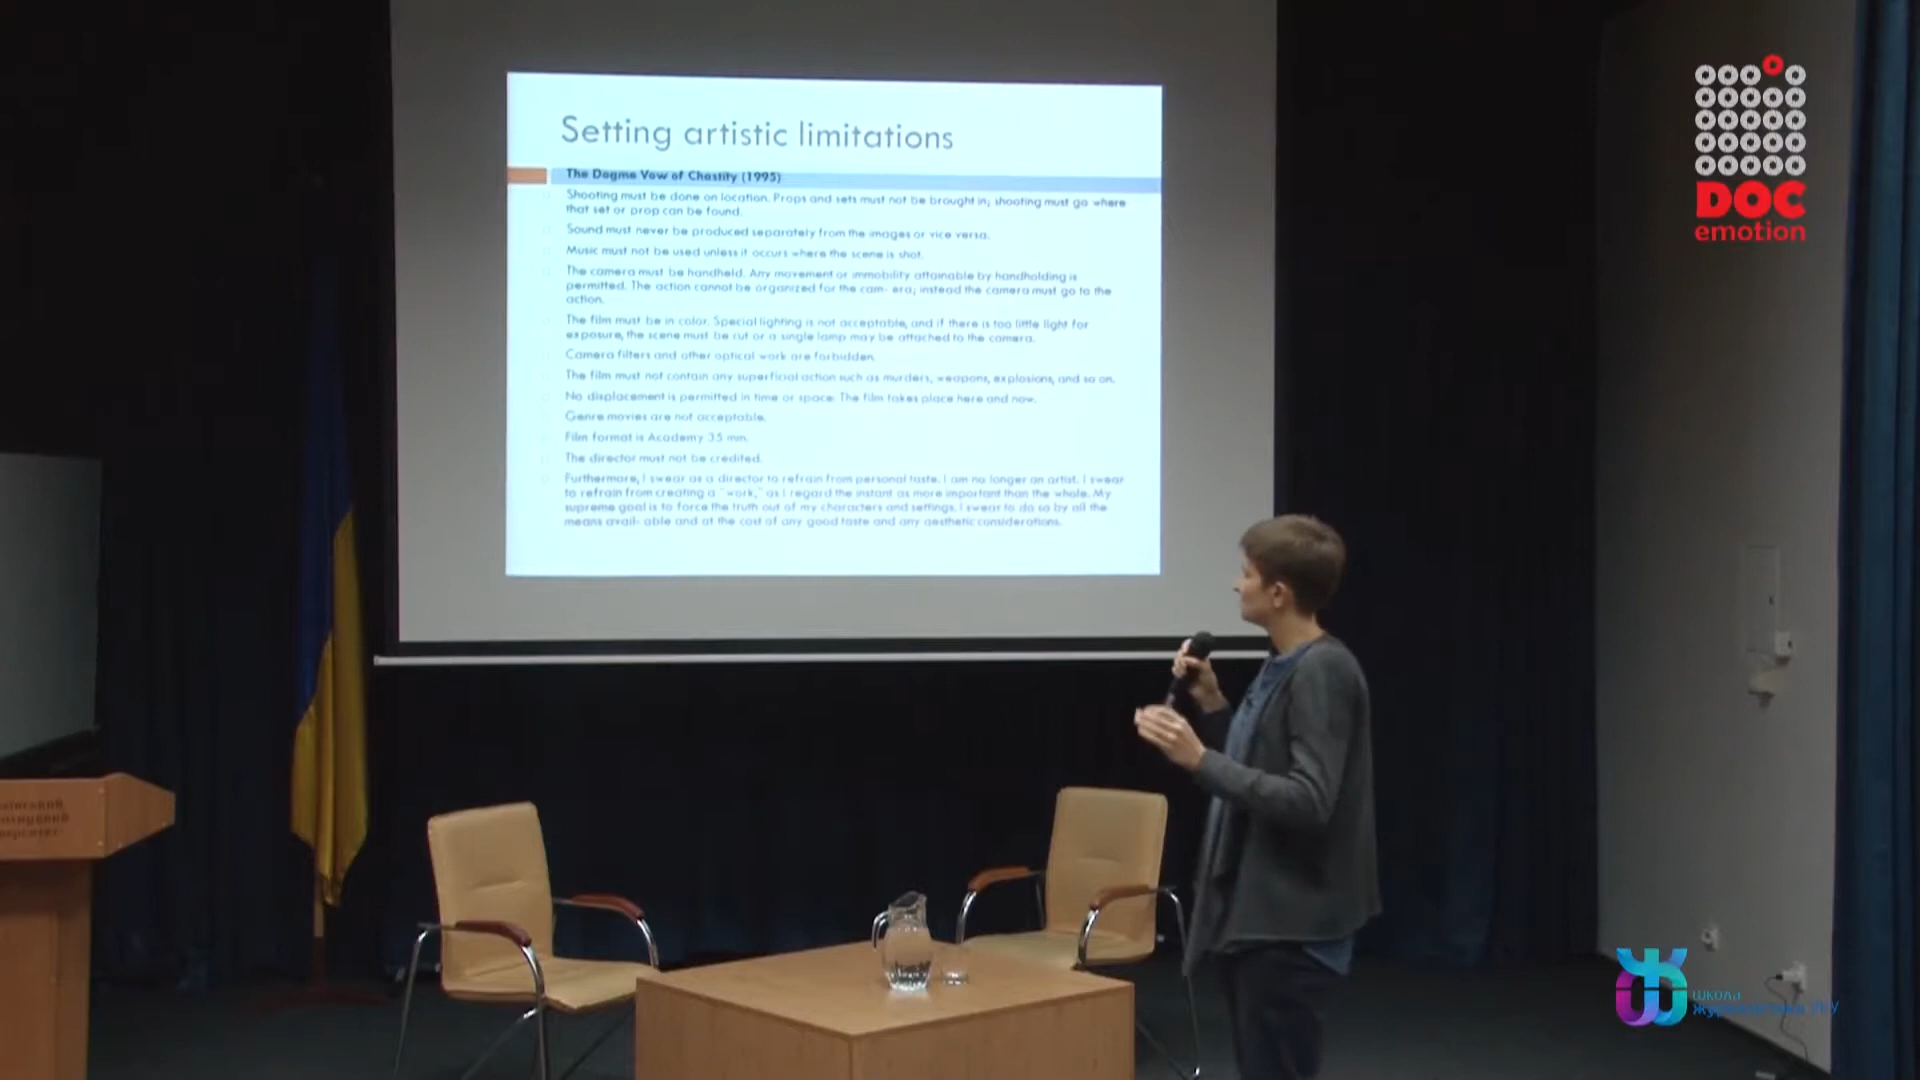 Setting artistic limitations
The Dogme Vow of Chastity (1995)
Shooting must be done on location. Props and sets must not be brought in; shooting must go where
that set or prop can be found.
Sound must never be produced separately from the images or vice versa.
Music must not be used unless it occurs where the scene is shot.
The camera must be handheld. Any movement or immobility attainable by handholding is
permitted. The action cannot be organized for the cam- era; instead the camera must go to the
action.
The film must be in color. Special lighting is not acceptable, and if there is too little light for
exposure, the scene must be cut or a single lamp may be attached to the camera.
Camera filters and other optical work are forbidden.
The film must not contain any superficial action such as murders, weapons, explosions, and so on.
No displacement is permitted in time or space: The film takes place here and now.
Genre movies are not acceptable.
Film format is Academy 35 mm.
The director must not be credited.
Furthermore, I swear as a director to refrain from personal taste. I am no longer an artist. I swear
to refrain from creating a "work," as I regard the instant as more important than the whole. My
supreme goal is to force the truth out of my characters and settings. I swear to do so by all the
means avail- able and at the cost of any good taste and any aesthetic considerations.
DOC
emotion
школа